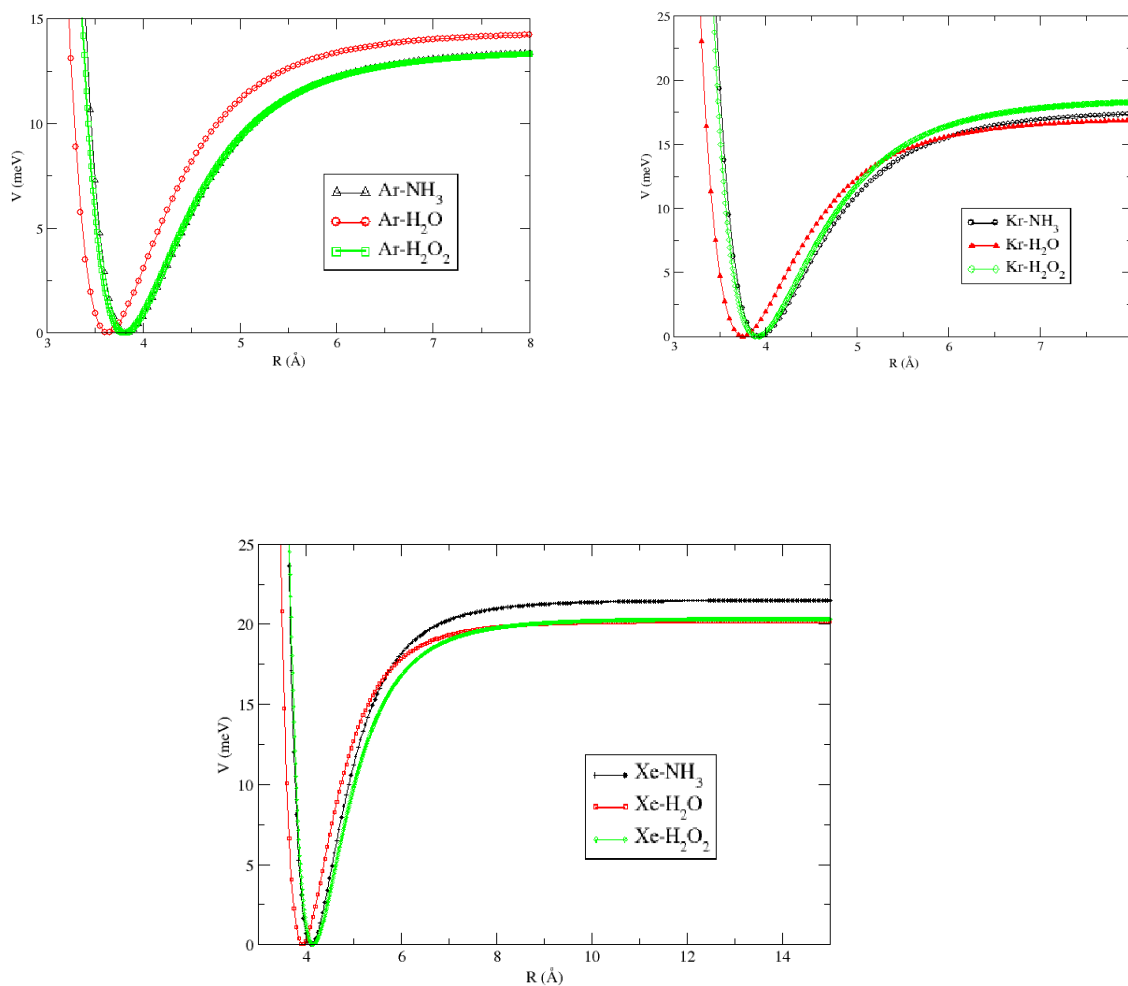 15
10
5
0
V (meV)
3 4 5 6 7 8
R (Å)
Ar-NH₃
Ar-H₂O
Ar-H₂O₂
25
20
15
10
5
0
V (meV)
3 4 5 6 7
R (Å)
Kr-NH₃
Kr-H₂O
Kr-H₂O₂
25
20
15
10
5
0
V (meV)
4 6 8 10 12 14
R (Å)
Xe-NH₃
Xe-H₂O
Xe-H₂O₂